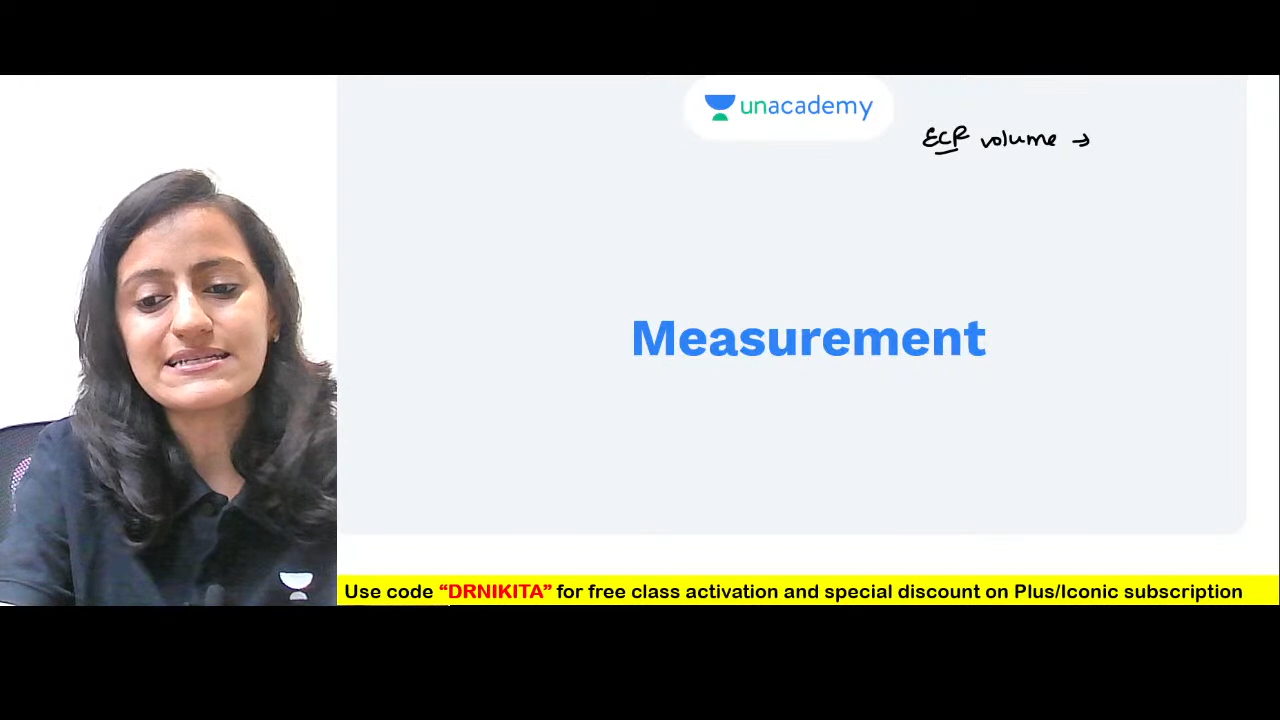 unacademy
ECF volume →
Measurement
Use code “DRNIKITA” for free class activation and special discount on Plus/Iconic subscription